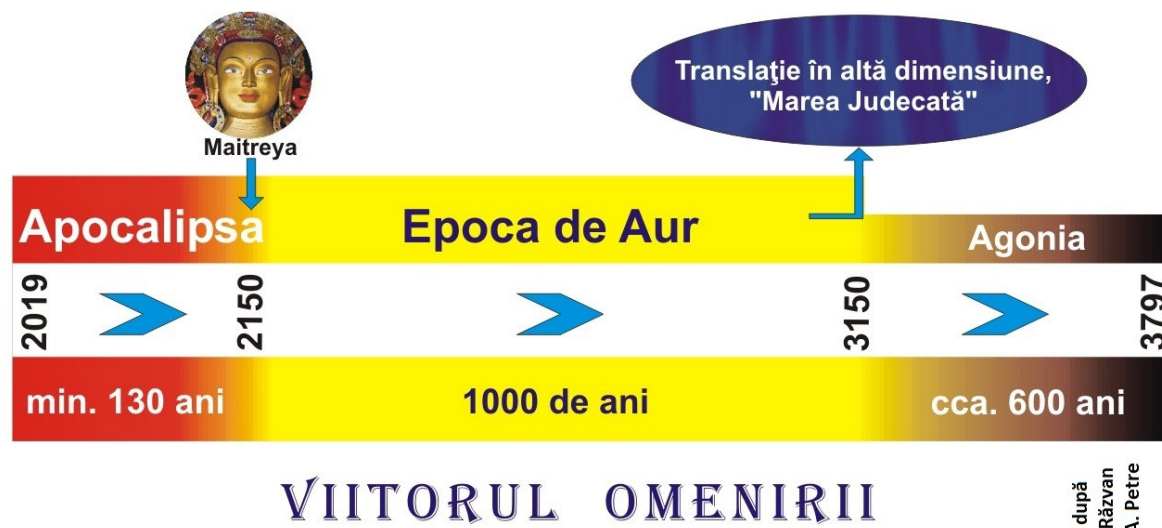 Maitreya
Translaţie în altă dimensiune,
"Marea Judecată"
Apocalipsa
Epoca de Aur
Agonia
2019
2150
3150
3797
min. 130 ani
1000 de ani
cca. 600 ani
VIITORUL OMENIRII
după
Răzvan
A. Petre